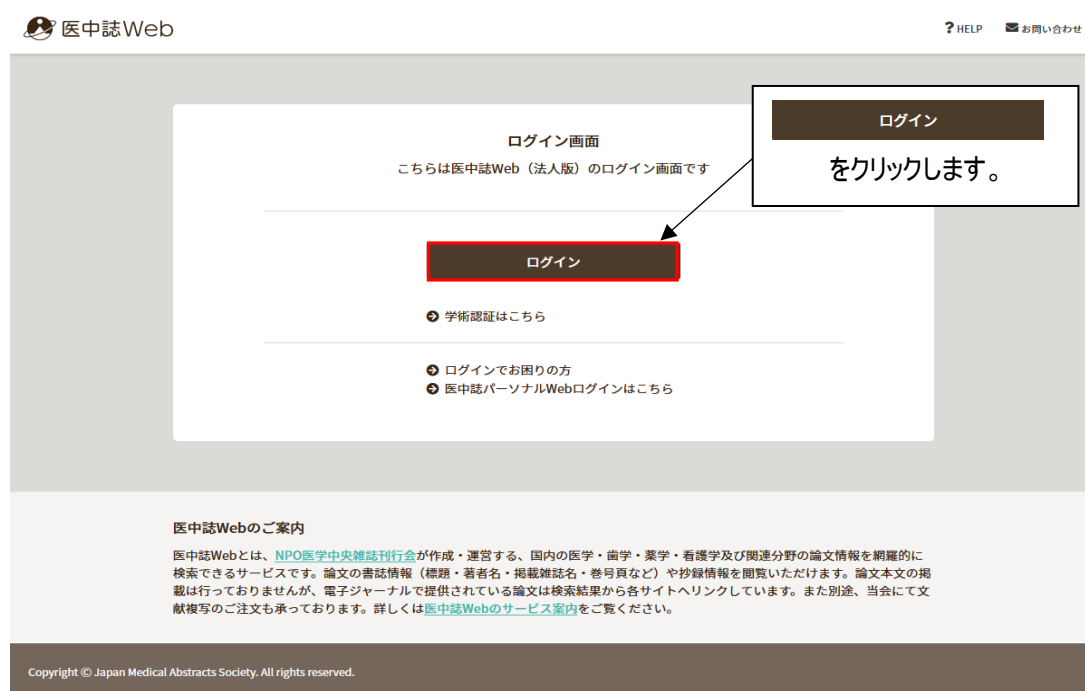 医中誌Web
? HELP
お問い合わせ
ログイン
をクリックします。
ログイン画面
こちらは医中誌Web（法人版）のログイン画面です
ログイン
学術認証はこちら
ログインでお困りの方
医中誌パーソナルWebログインはこちら
医中誌Webのご案内
医中誌Webとは、NPO医学中央雑誌刊行会が作成・運営する、国内の医学・歯学・薬学・看護学及び関連分野の論文情報を網羅的に
検索できるサービスです。論文の書誌情報（標題・著者名・掲載雑誌名・巻号頁など）や抄録情報を閲覧いただけます。論文本文の掲
載は行っておりませんが、電子ジャーナルで提供されている論文は検索結果から各サイトへリンクしています。また別途、当会にて文
献複写のご注文も承っております。詳しくは医中誌Webのサービス案内をご覧ください。
Copyright © Japan Medical Abstracts Society. All rights reserved.